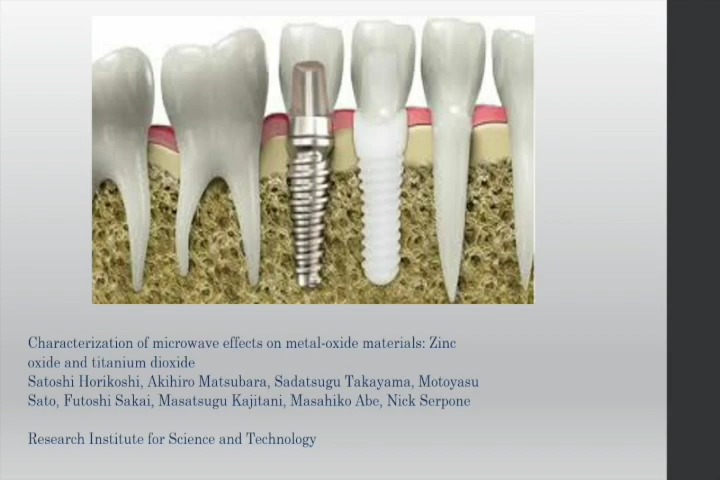 Characterization of microwave effects on metal-oxide materials: Zinc
oxide and titanium dioxide
Satoshi Horikoshi, Akihiro Matsubara, Sadatsugu Takayama, Motoyasu
Sato, Futoshi Sakai, Masatsugu Kajitani, Masahiko Abe, Nick Serpone
Research Institute for Science and Technology